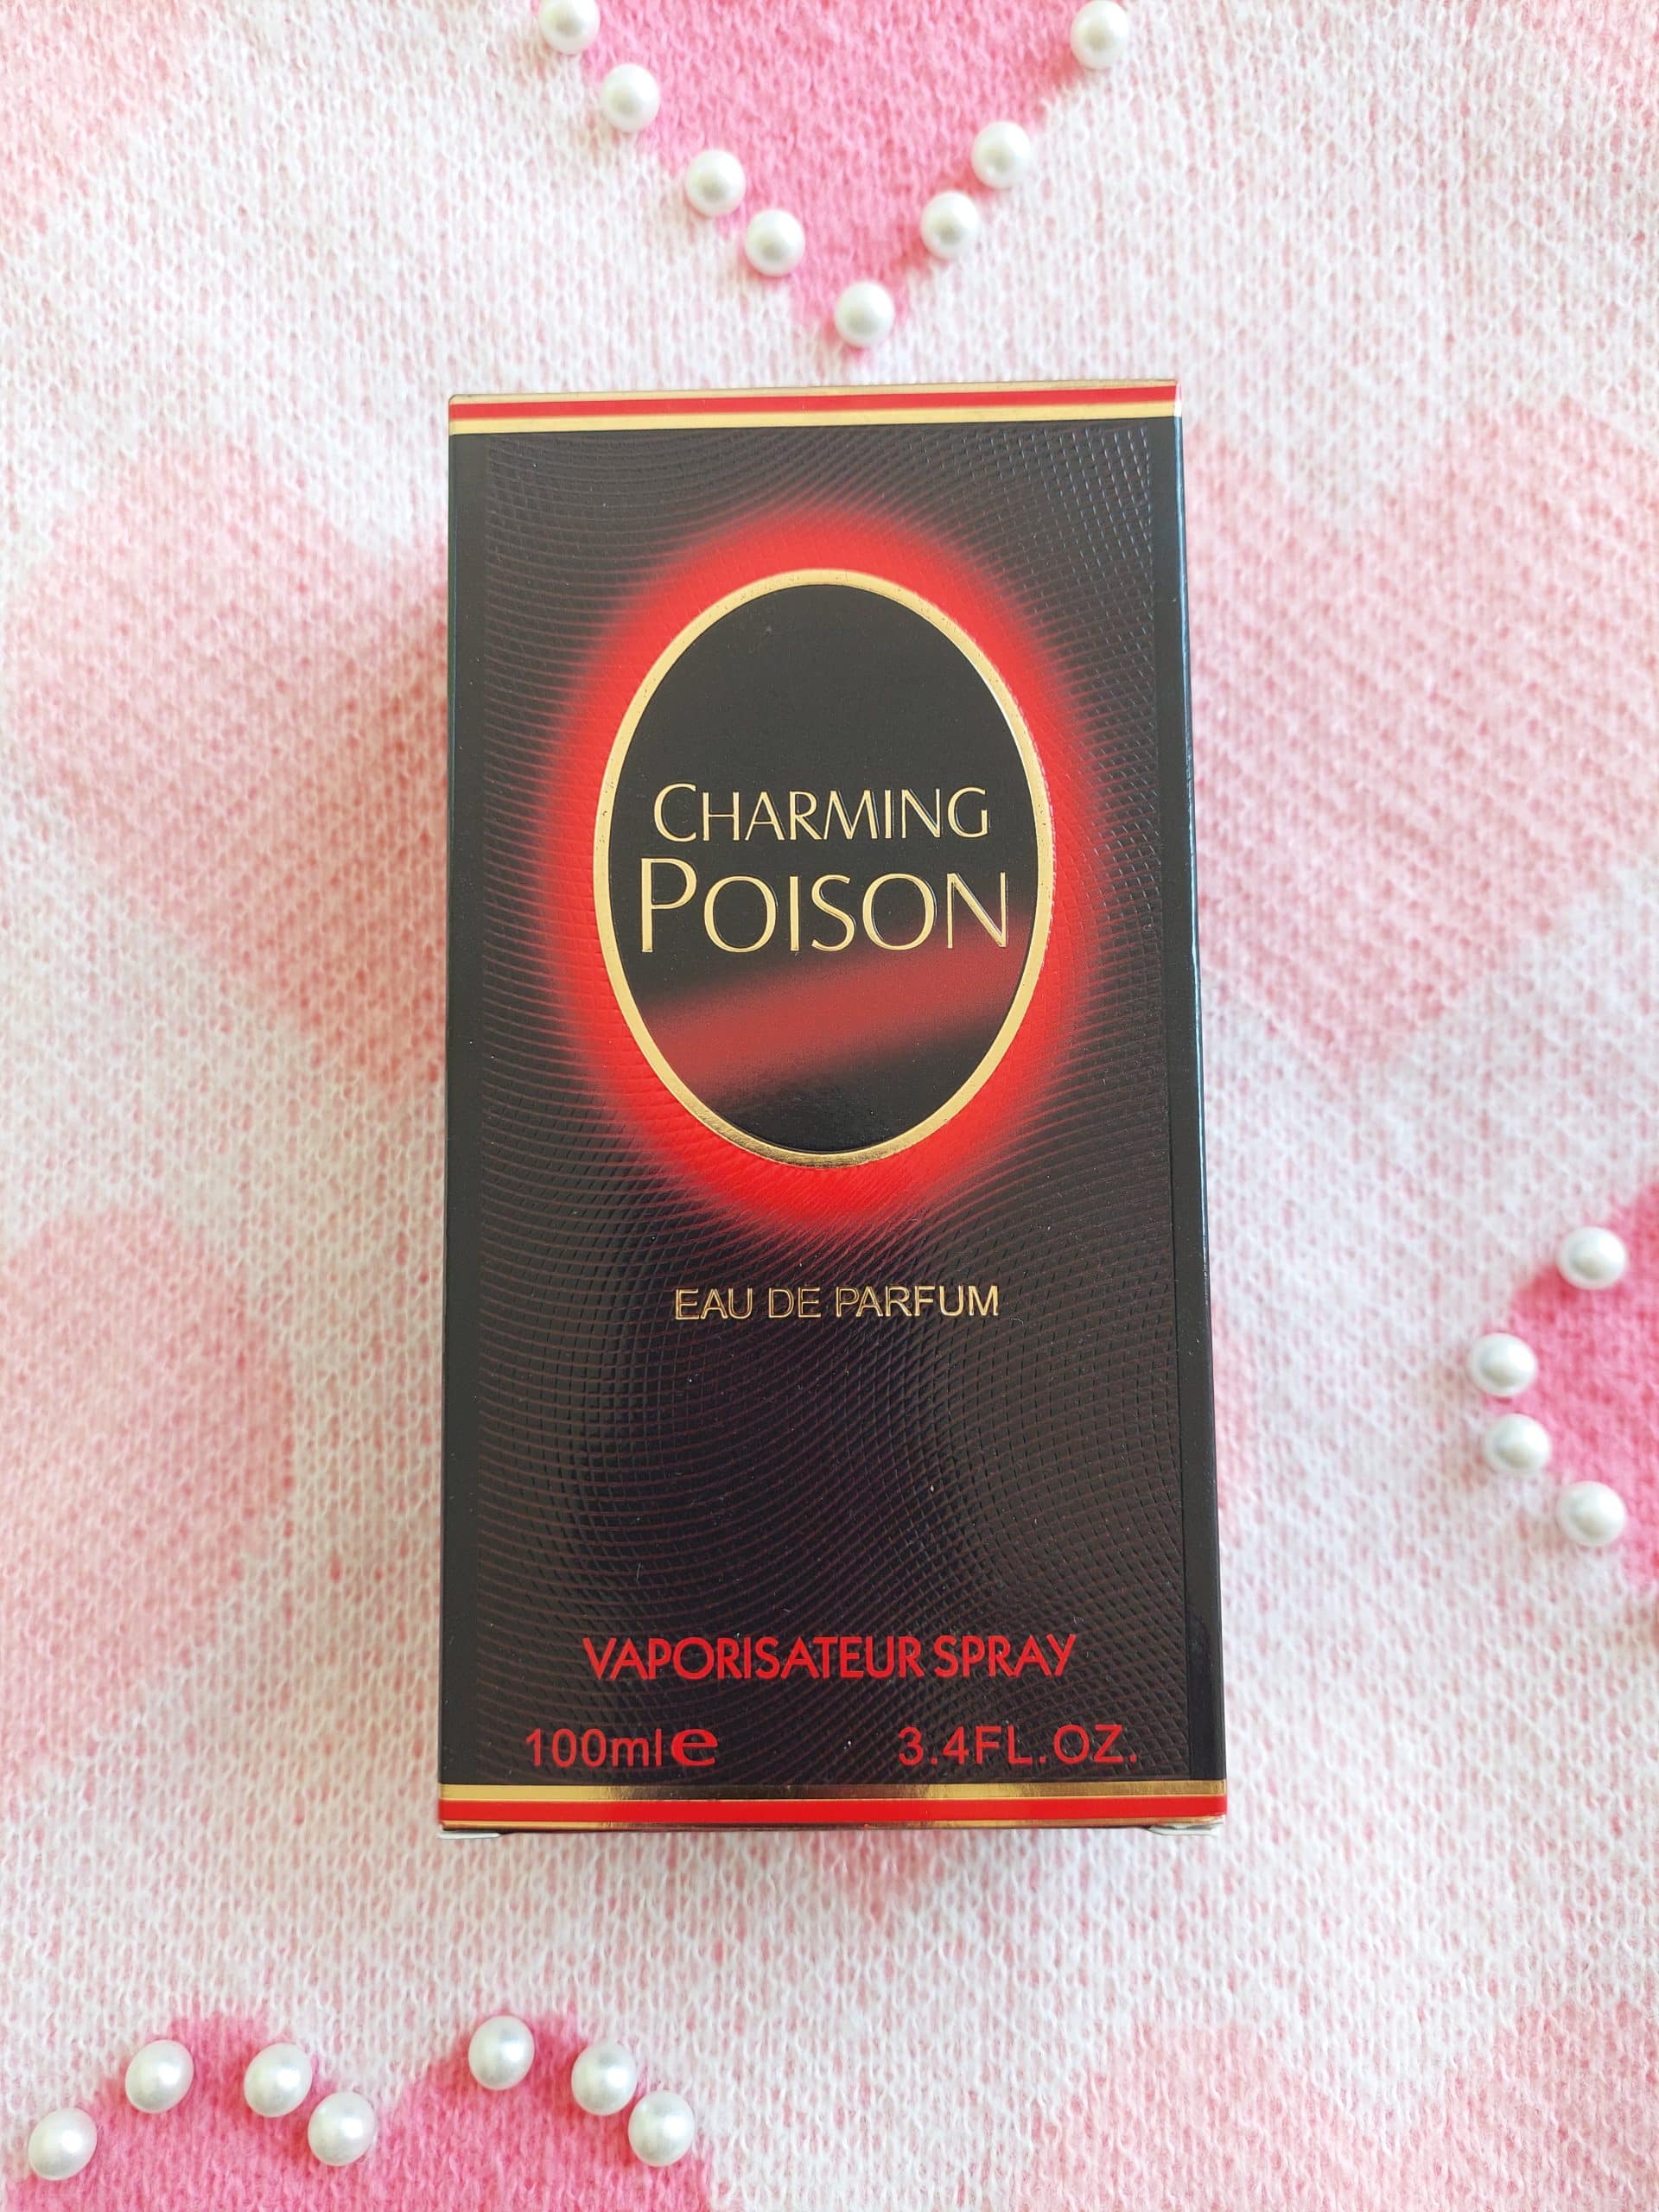 CHARMING
POISON
EAU DE PARFUM
VAPORISATEUR SPRAY
100ml e 3.4FL.OZ.